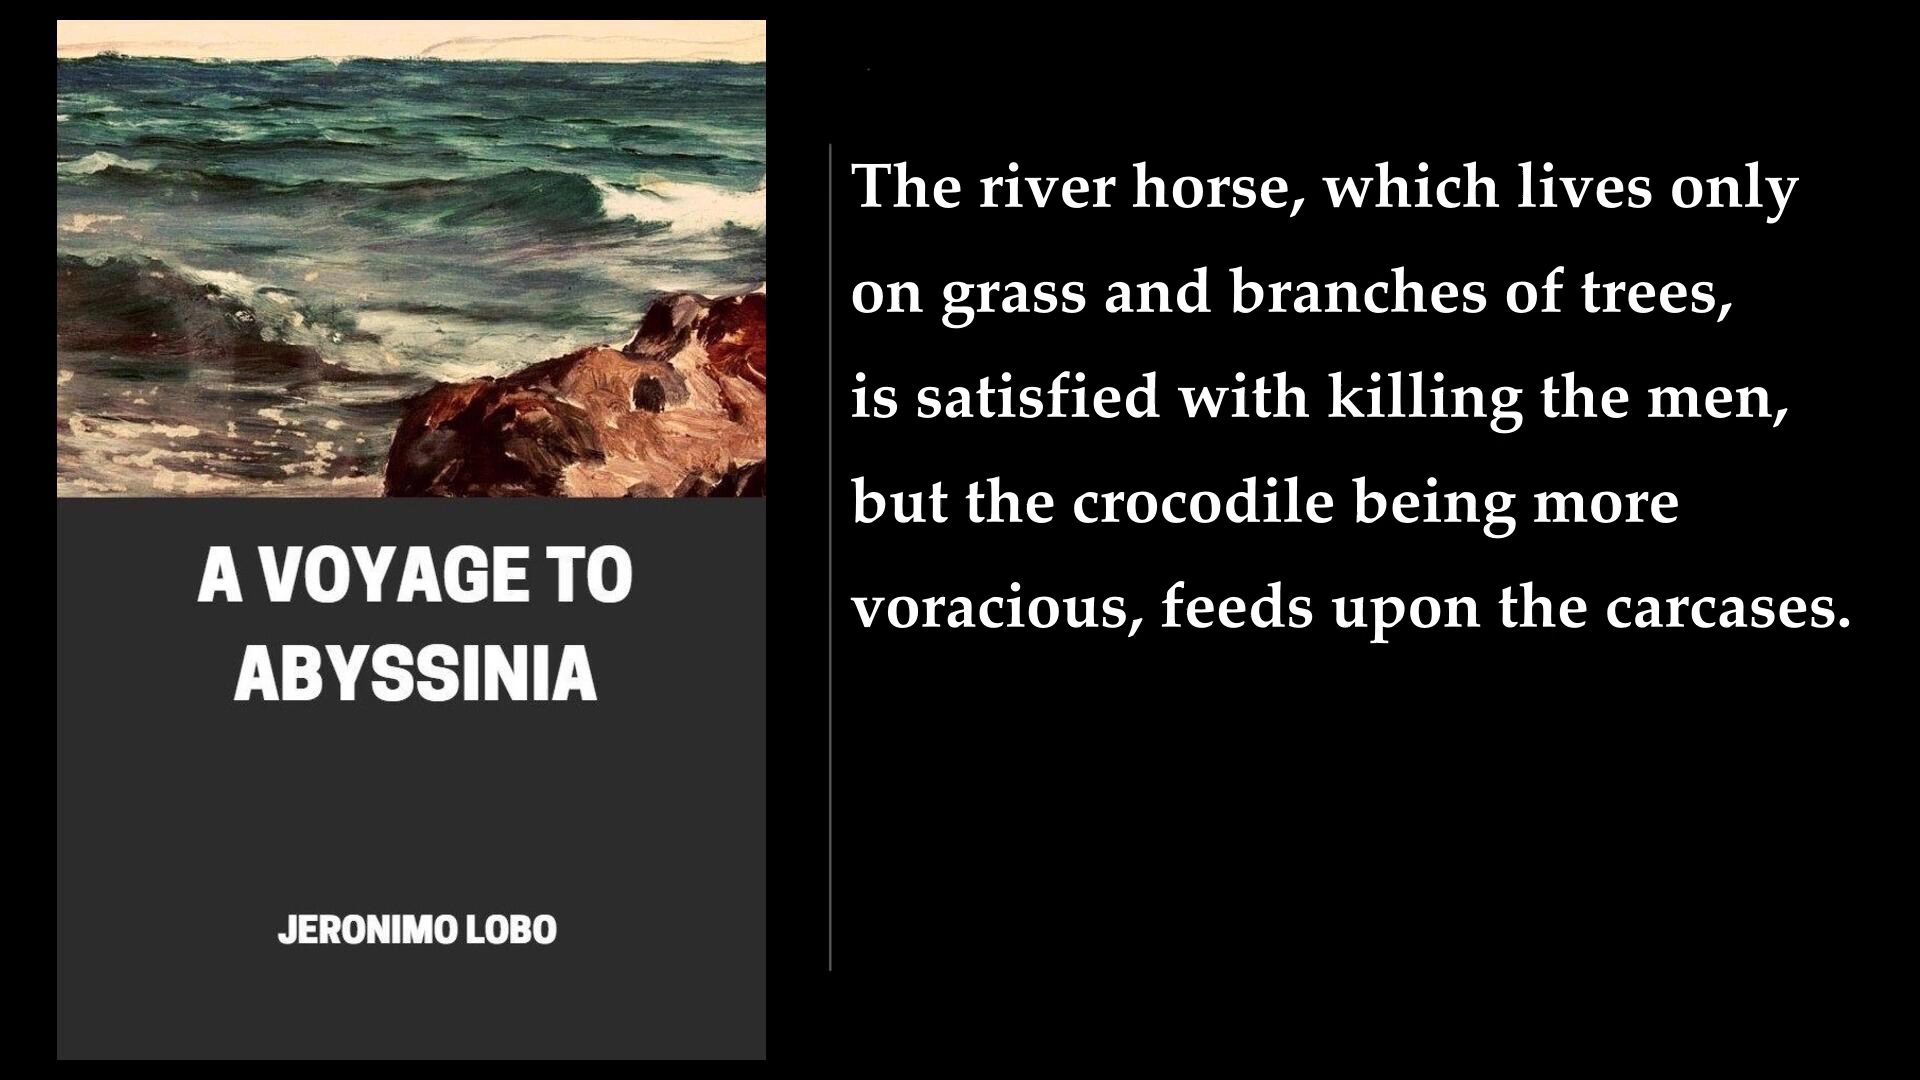 A VOYAGE TO
ABYSSINIA
JERONIMO LOBO
The river horse, which lives only
on grass and branches of trees,
is satisfied with killing the men,
but the crocodile being more
voracious, feeds upon the carcases.